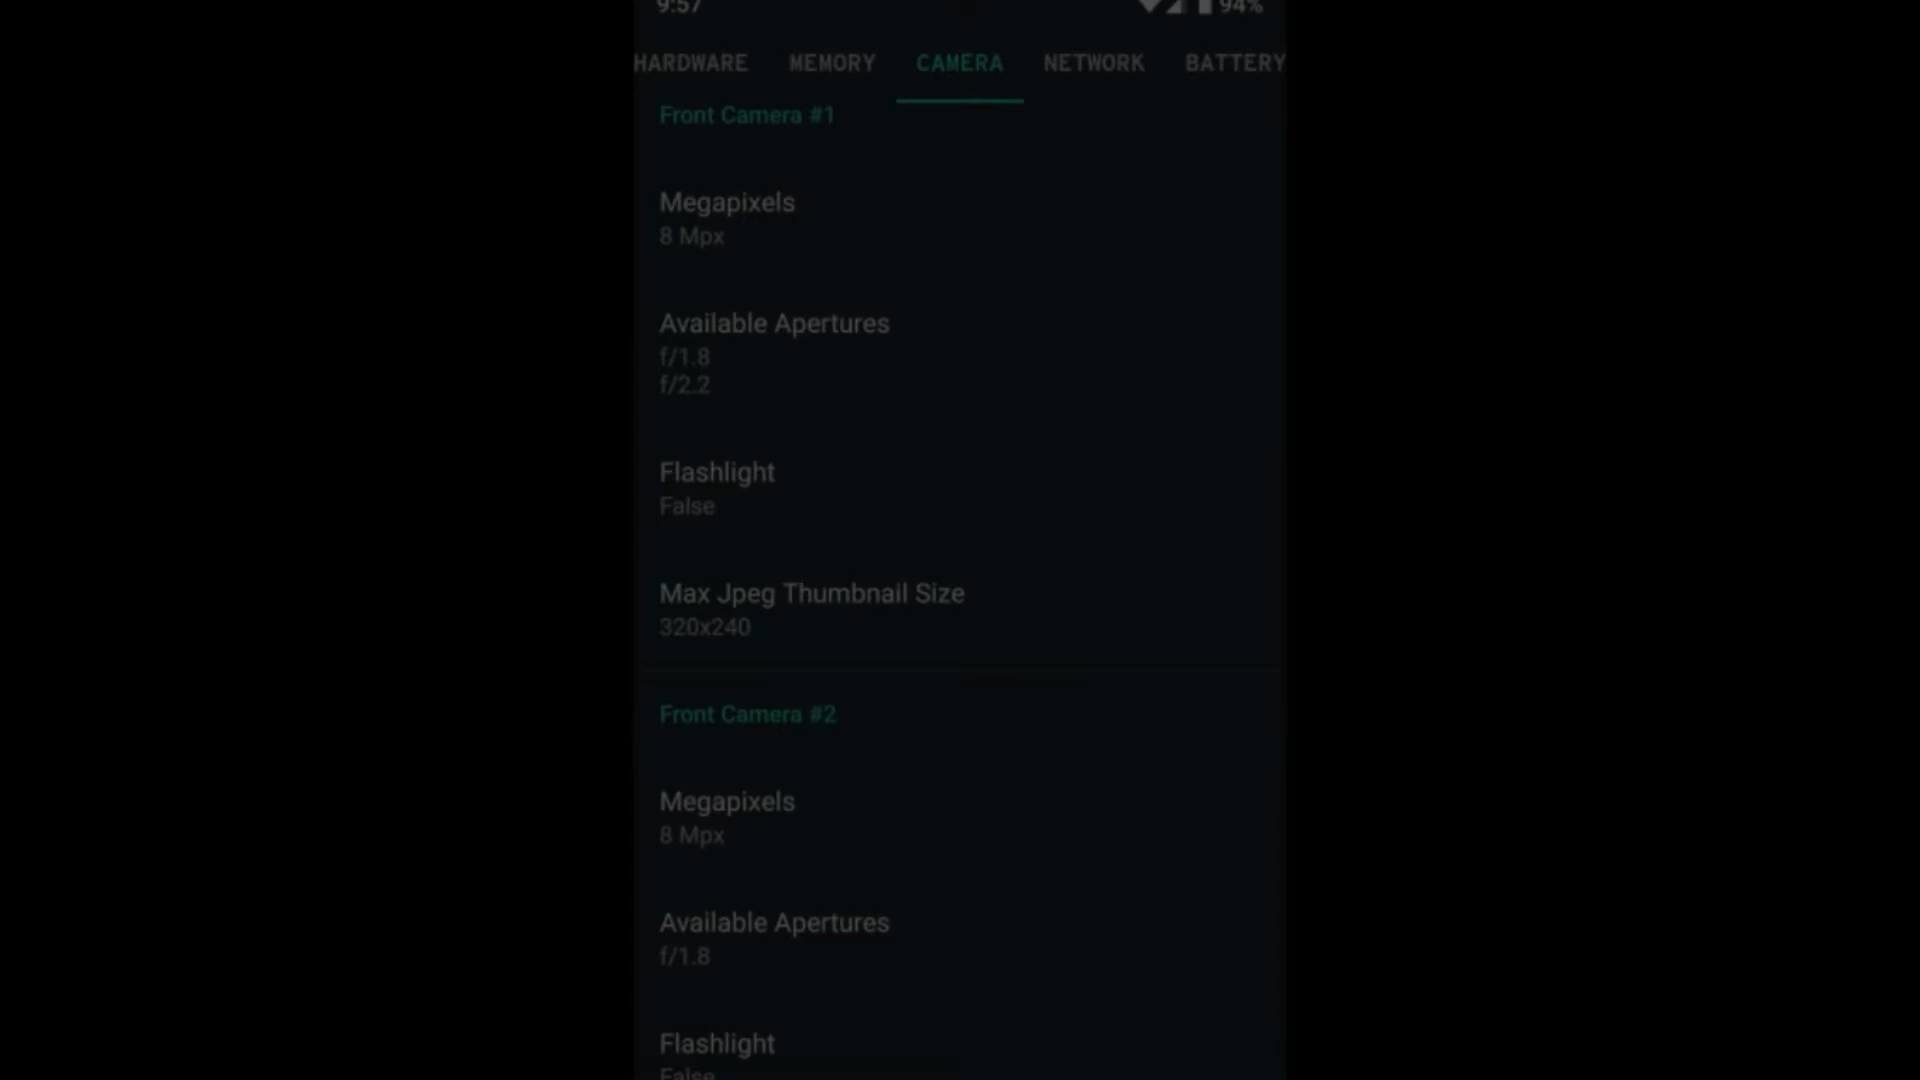 9:57 94%
HARDWARE MEMORY CAMERA NETWORK BATTERY
Front Camera #1
Megapixels
8 Mpx
Available Apertures
f/1.8
f/2.2
Flashlight
False
Max Jpeg Thumbnail Size
320x240
Front Camera #2
Megapixels
8 Mpx
Available Apertures
f/1.8
Flashlight
False